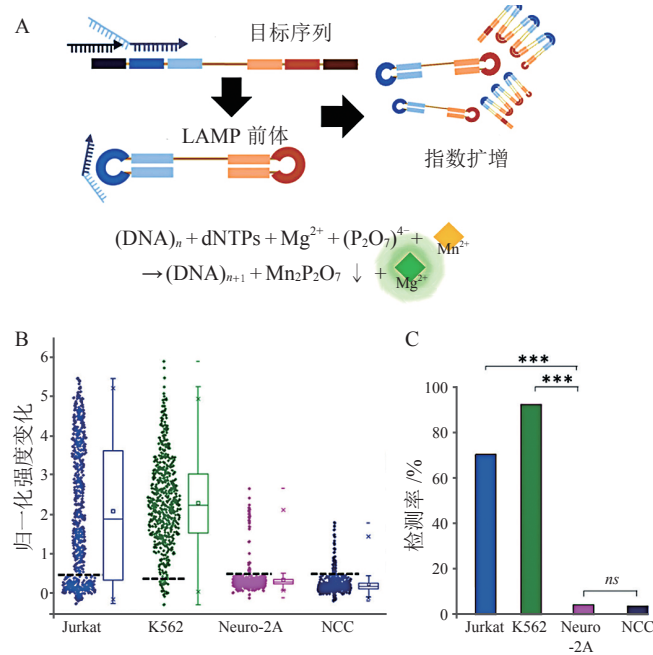 A
目标序列
LAMP 前体
指数扩增
(DNA)n + dNTPs + Mg²⁺ + (P₂O₇)⁴⁻ + Mn²⁺
→(DNA)n+1 + Mn₂P₂O₇ ↓ + Mg²⁺
B
归一化强度变化
6
5
4
3
2
1
0
Jurkat K562 Neuro-2A NCC
C
***
***
ns
检测率/%
100
80
60
40
20
0
Jurkat K562 Neuro NCC
-2A